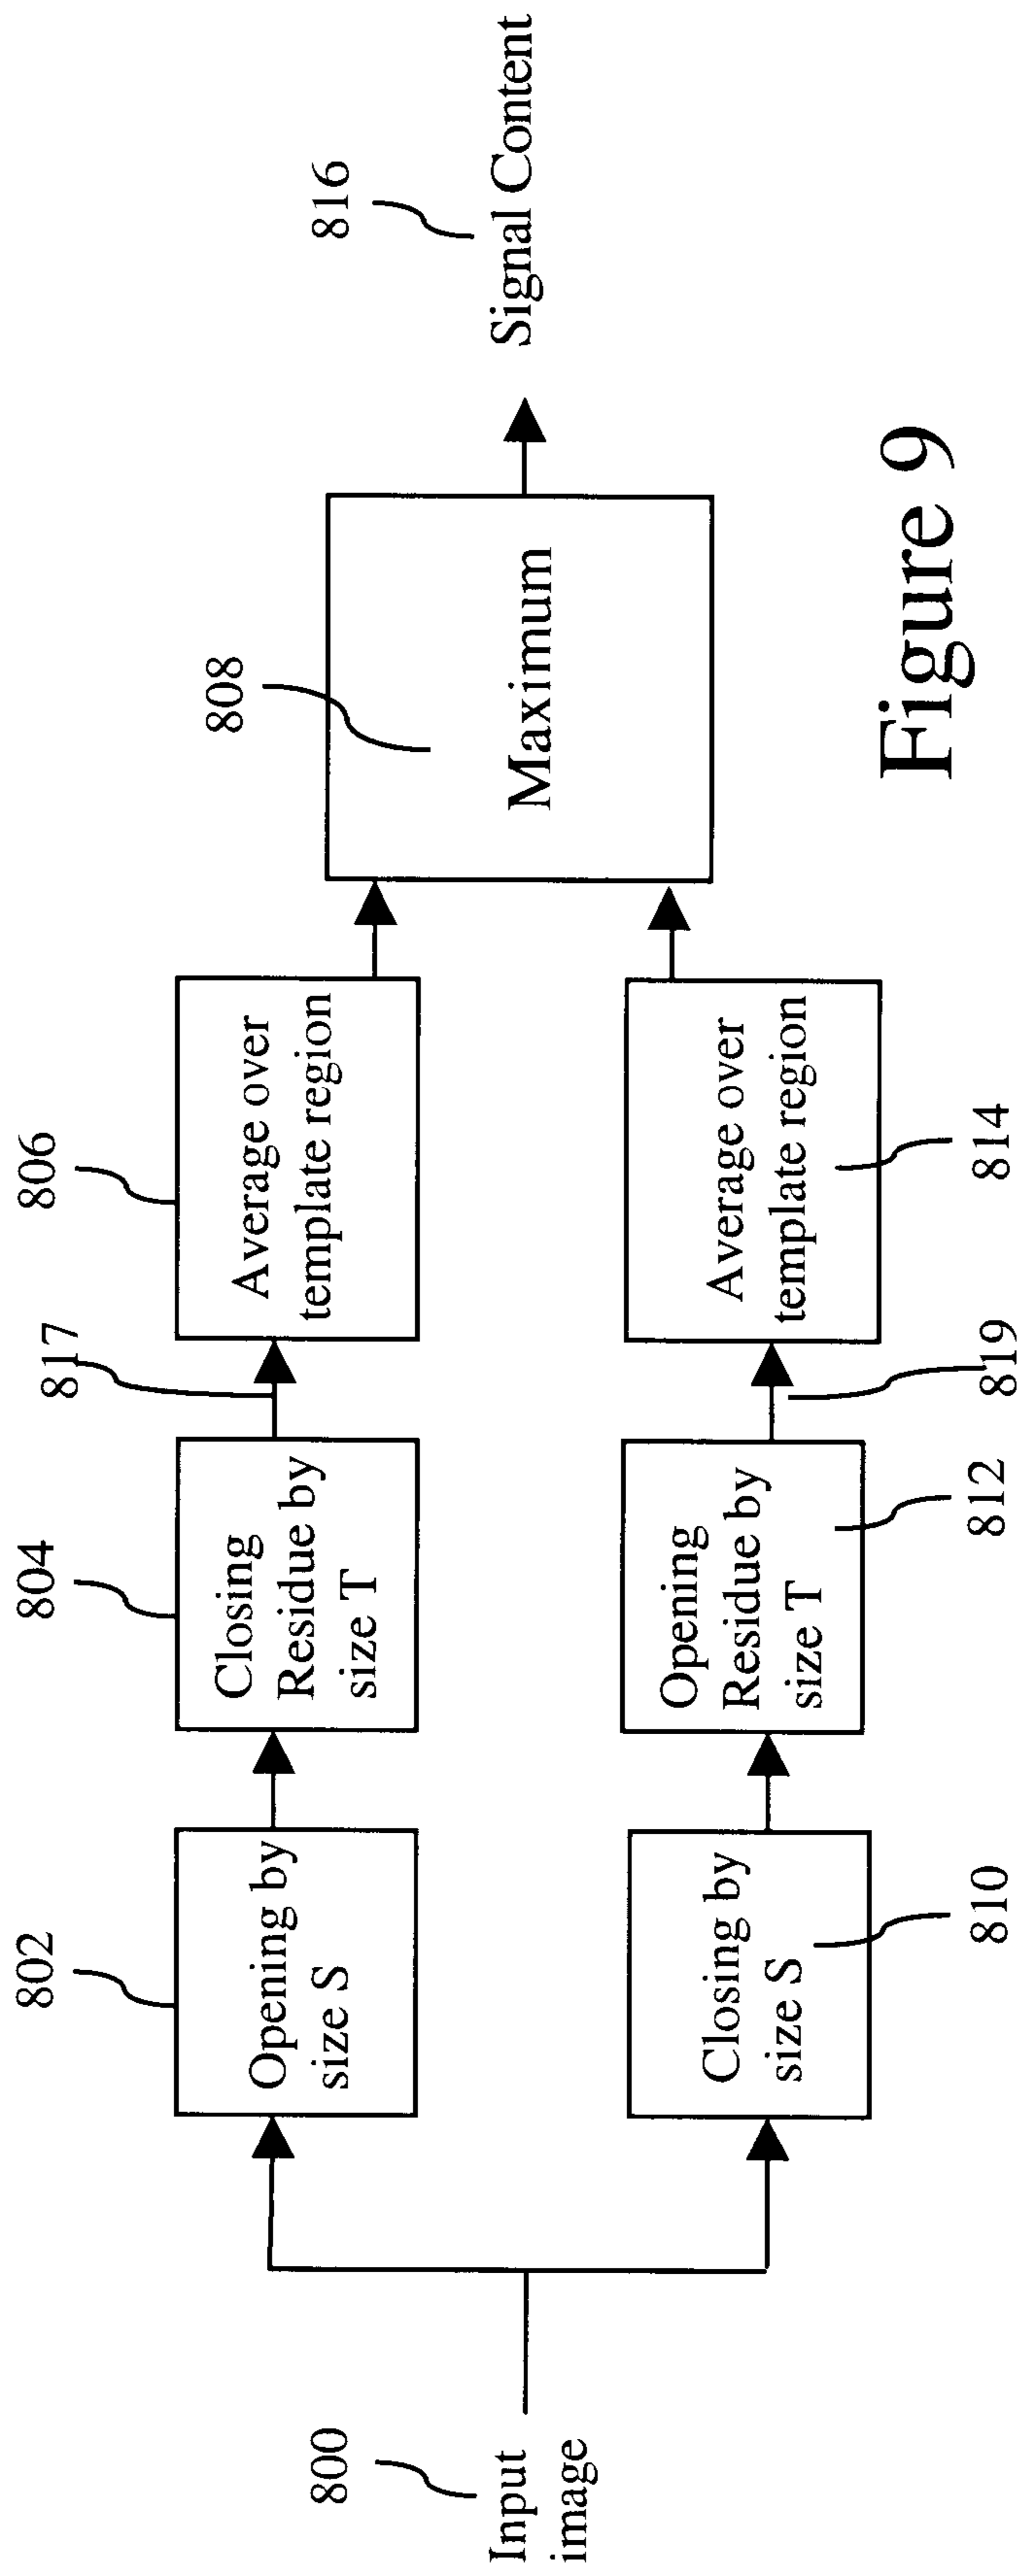 800
Input
image
802
Opening by
size S
804
Closing
Residue by
size T
817
806
Average over
template region
810
Closing by
size S
812
Opening
Residue by
size T
819
814
Average over
template region
808
Maximum
816
Signal Content
Figure 9